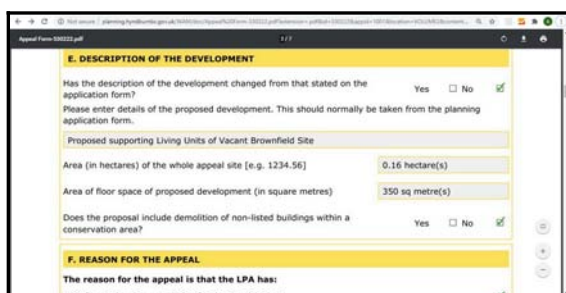 Appeal Form-530222.pdf
1/7
E. DESCRIPTION OF THE DEVELOPMENT
Has the description of the development changed from that stated on the application form?
Yes No
Please enter details of the proposed development. This should normally be taken from the planning application form.
Proposed supporting Living Units of Vacant Brownfield Site
Area (in hectares) of the whole appeal site [e.g. 1234.56]
0.16 hectare(s)
Area of floor space of proposed development (in square metres)
350 sq metre(s)
Does the proposal include demolition of non-listed buildings within a conservation area?
Yes No
F. REASON FOR THE APPEAL
The reason for the appeal is that the LPA has: